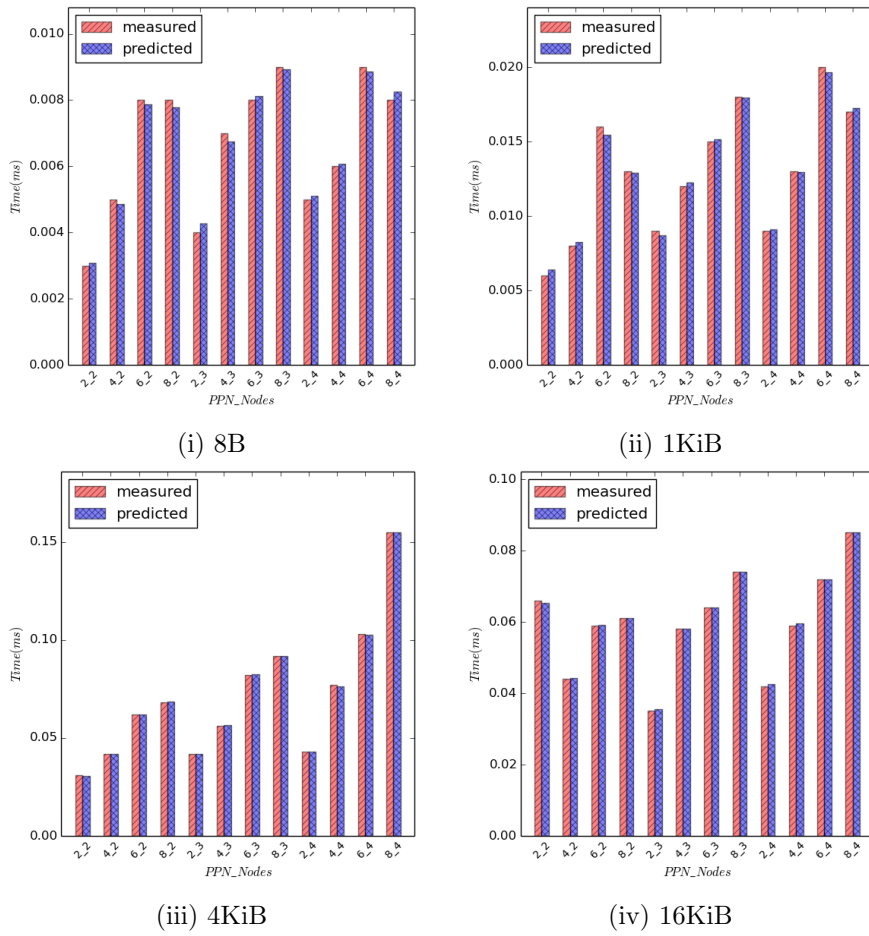 measured
predicted
0.010
0.008
0.006
0.004
0.002
0.000
Time(ms)
2_2 4_2 6_2 8_2 2_3 4_3 6_3 8_3 2_4 4_4 6_4 8_4
PPN_Nodes
(i) 8B
measured
predicted
0.020
0.015
0.010
0.005
0.000
Time(ms)
2_2 4_2 6_2 8_2 2_3 4_3 6_3 8_3 2_4 4_4 6_4 8_4
PPN_Nodes
(ii) 1KiB
measured
predicted
0.15
0.10
0.05
0.00
Time(ms)
2_2 4_2 6_2 8_2 2_3 4_3 6_3 8_3 2_4 4_4 6_4 8_4
PPN_Nodes
(iii) 4KiB
measured
predicted
0.10
0.08
0.06
0.04
0.02
0.00
Time(ms)
2_2 4_2 6_2 8_2 2_3 4_3 6_3 8_3 2_4 4_4 6_4 8_4
PPN_Nodes
(iv) 16KiB